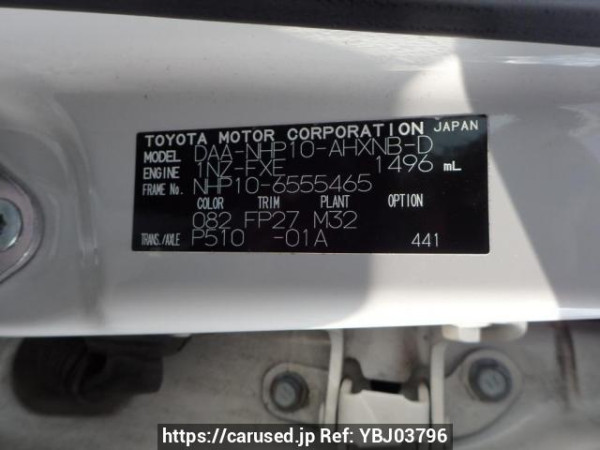 TOYOTA MOTOR CORPORATION JAPAN
MODEL DAA-NHP10-AHXNB-D
ENGINE 1NZ-FXE 1496 mL
FRAME No. NHP10-6555465
COLOR TRIM PLANT OPTION
082 FP27 M32
TRANS./AXLE P510 -01A 441
https://carused.jp Ref: YBJ03796